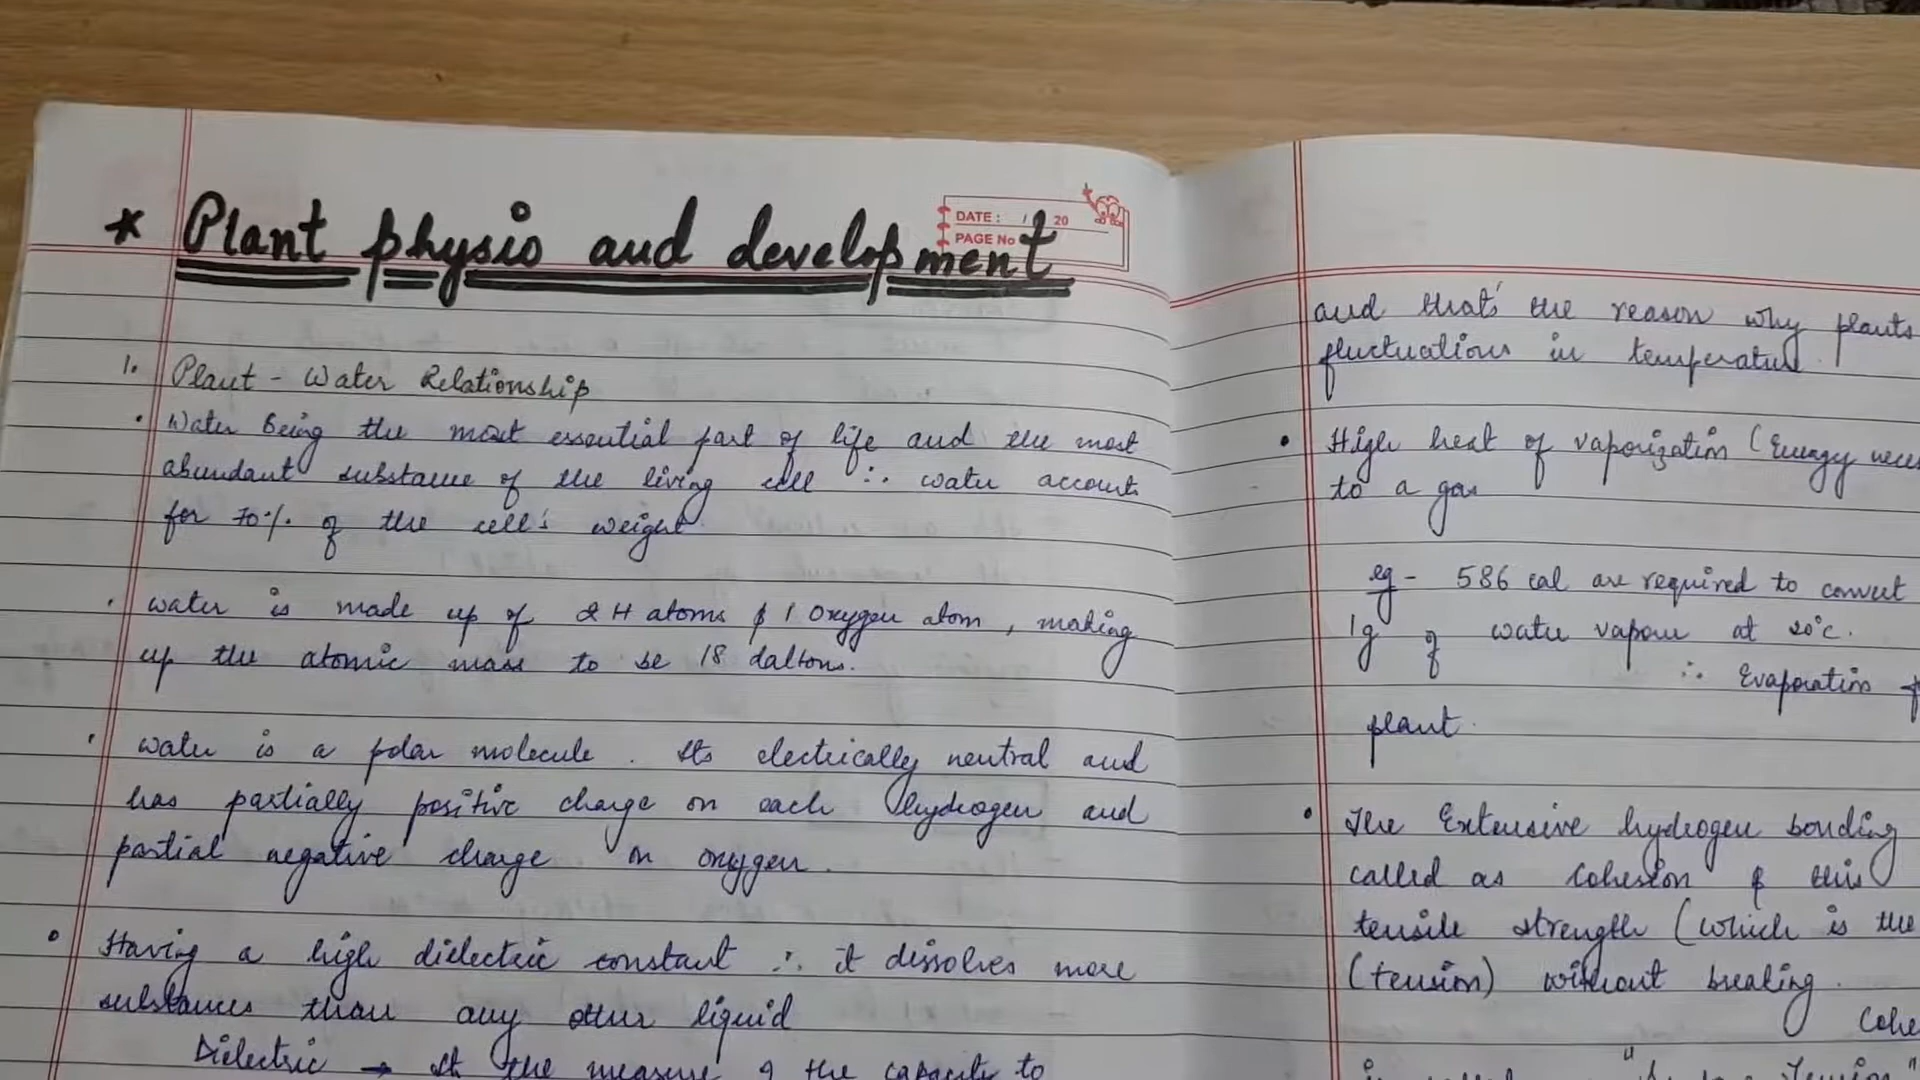 * Plant physio and development
DATE: / 20
PAGE No
1. Plant - Water Relationship
• Water being the most essential part of life and the most
abundant substance of the living cell ∴ water accounts
for 70% of the cell's weight.
• water is made up of 2 H atoms & 1 Oxygen atom, making
up the atomic mass to be 18 daltons.
• water is a polar molecule. Its electrically neutral and
has partially positive charge on each hydrogen and
partial negative charge on oxygen.
• Having a high dielectric constant ∴ it dissolves more
substances than any other liquid
Dielectric → It the measure of the capacity to
and that's the reason why plants
fluctuations in temperature.
• High heat of vaporization (Energy
to a gas
eg - 586 cal are required to convert
1g of water vapour at 20°c.
∴ Evaporation
plant.
• The Extensive hydrogen bonding
called as Cohesion & this
tensile strength (which is the
(tension) without breaking.
Cohe